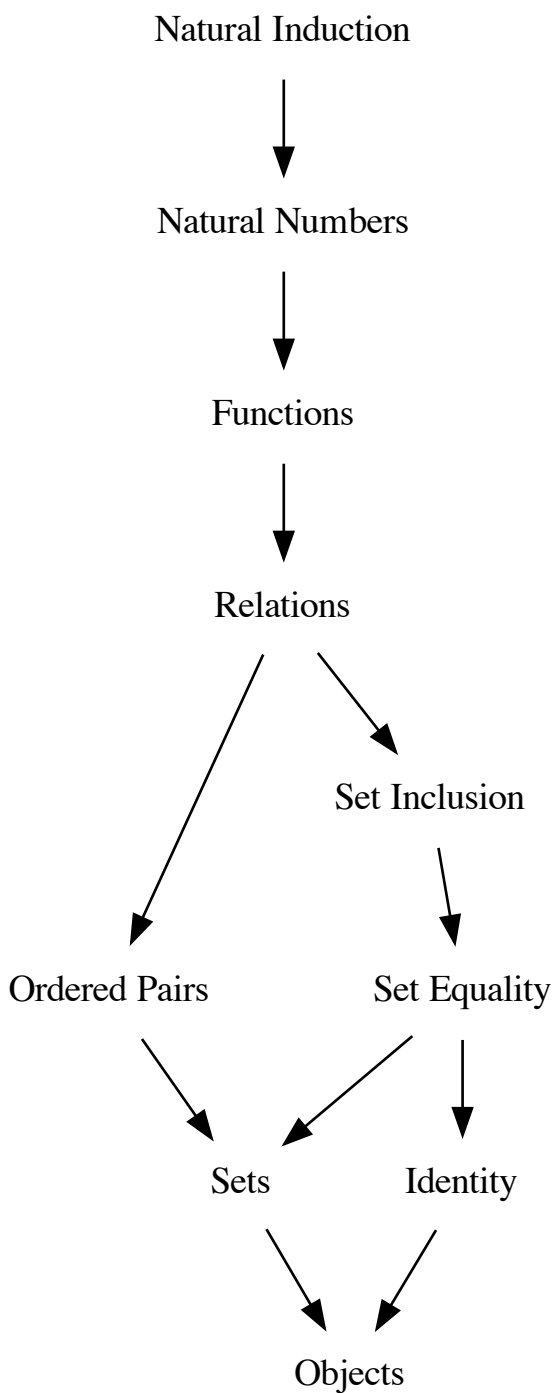 Natural Induction
Natural Numbers
Functions
Relations
Set Inclusion
Ordered Pairs
Set Equality
Sets
Identity
Objects